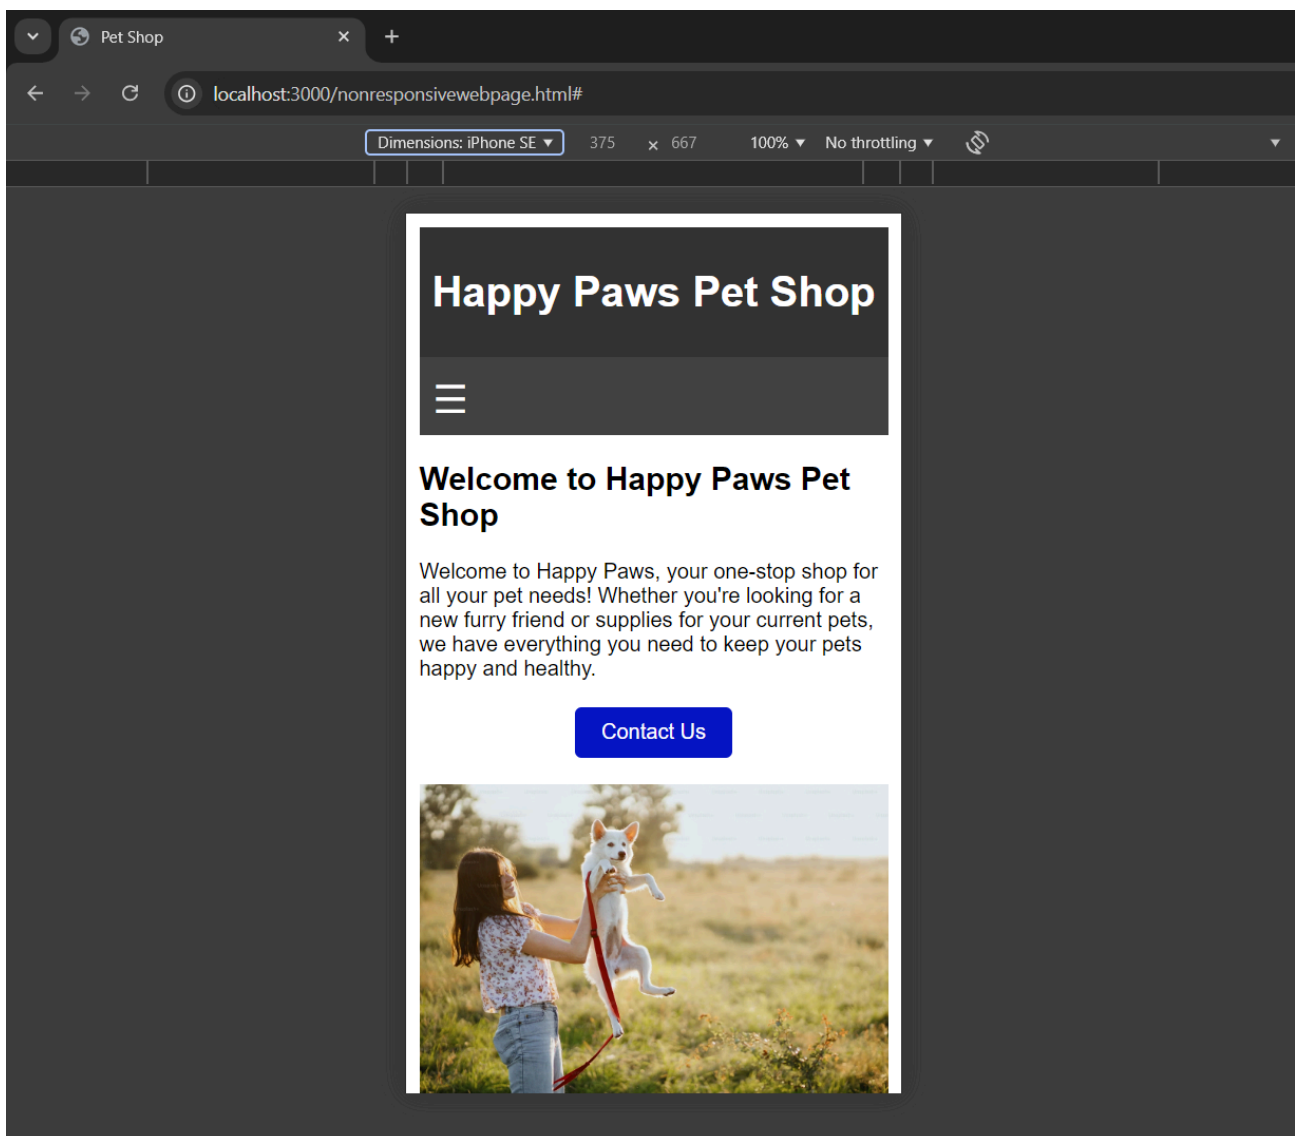 Pet Shop
localhost:3000/nonresponsivewebpage.html#
Dimensions: iPhone SE 375 × 667 100% No throttling
Happy Paws Pet Shop
Welcome to Happy Paws Pet
Shop
Welcome to Happy Paws, your one-stop shop for
all your pet needs! Whether you're looking for a
new furry friend or supplies for your current pets,
we have everything you need to keep your pets
happy and healthy.
Contact Us